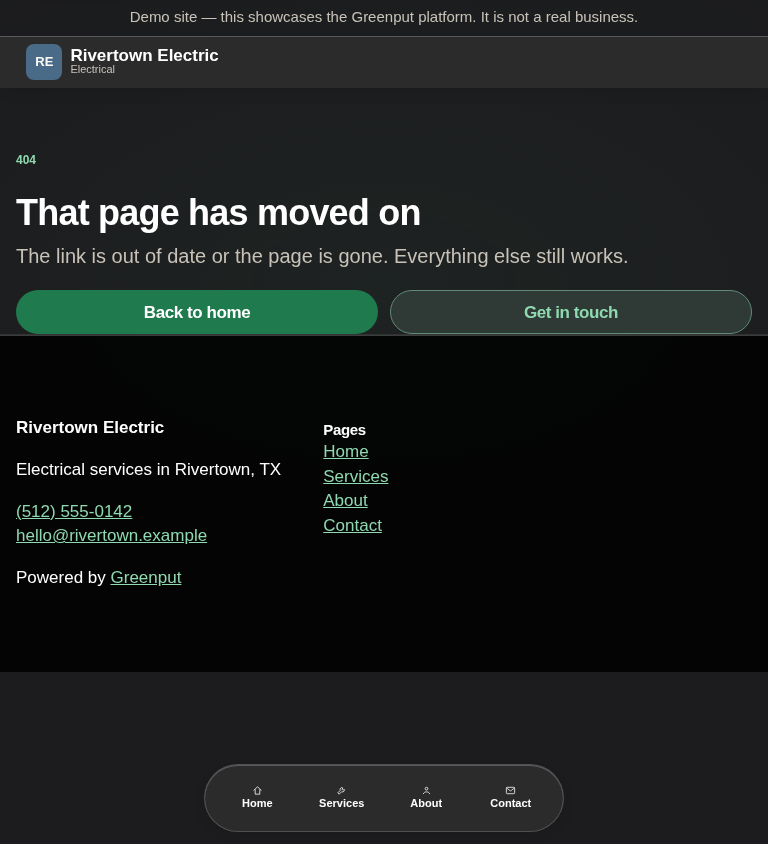 Demo site — this showcases the Greenput platform. It is not a real business.
RE
Rivertown Electric
Electrical
404
That page has moved on
The link is out of date or the page is gone. Everything else still works.
Back to home
Get in touch
Rivertown Electric
Electrical services in Rivertown, TX
(512) 555-0142
hello@rivertown.example
Powered by Greenput
Pages
Home
Services
About
Contact
Home
Services
About
Contact